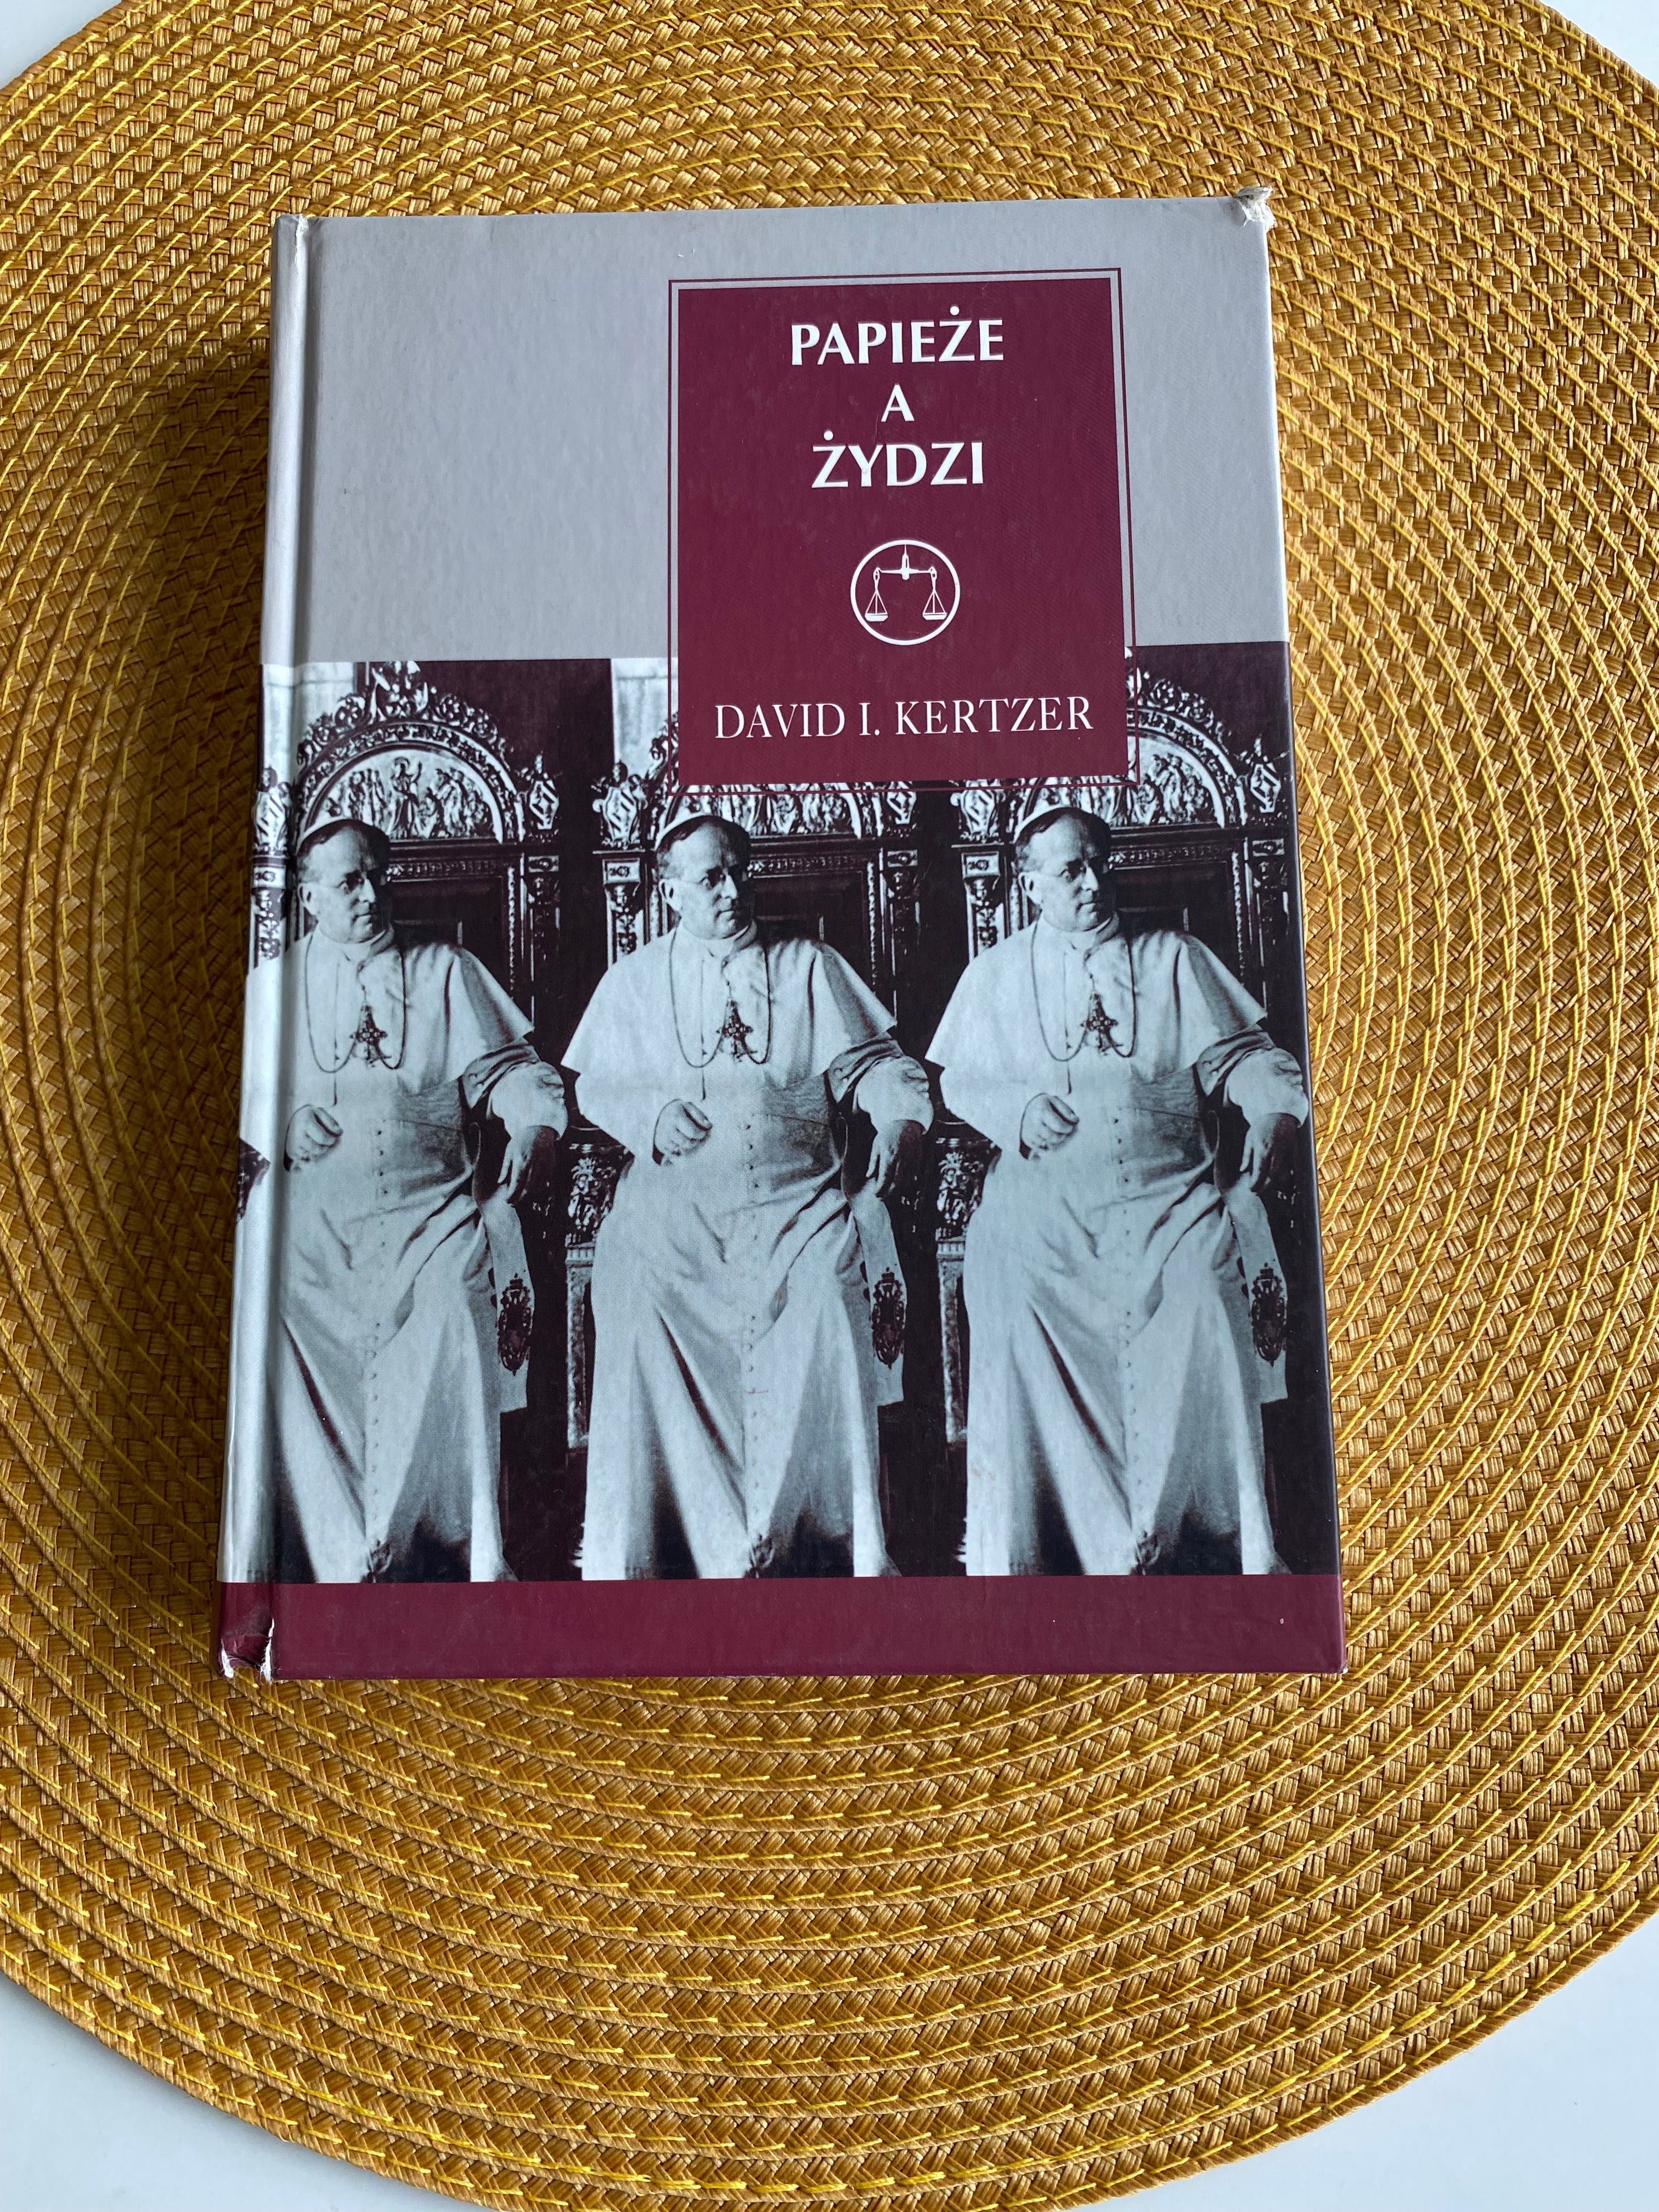 PAPIEŻE
A
ŻYDZI
DAVID I. KERTZER